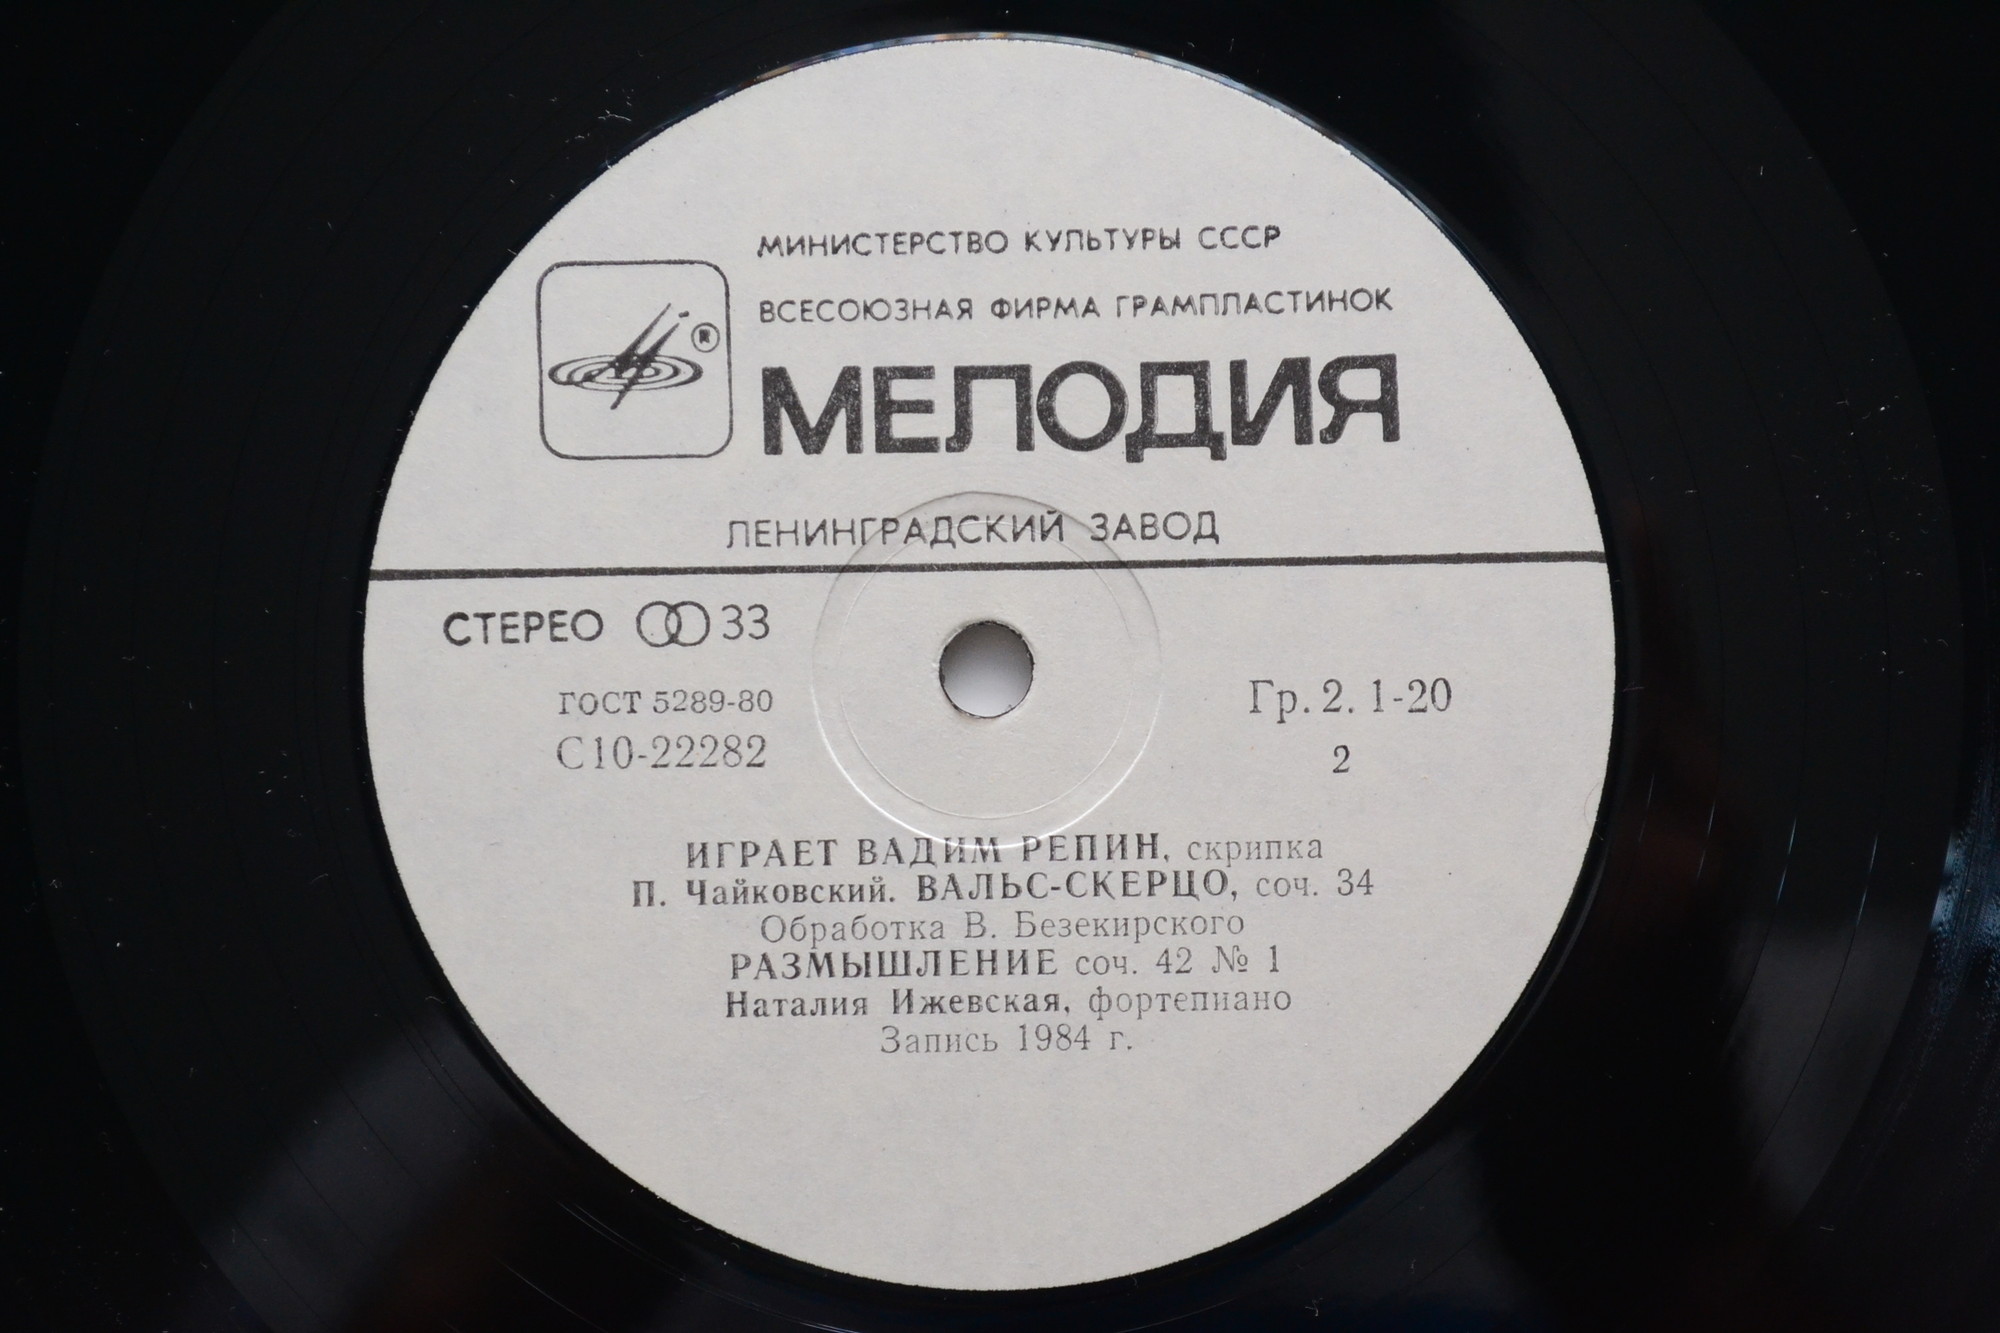 МИНИСТЕРСТВО КУЛЬТУРЫ СССР
ВСЕСОЮЗНАЯ ФИРМА ГРАМПЛАСТИНОК
®
МЕЛОДИЯ
ЛЕНИНГРАДСКИЙ ЗАВОД
СТЕРЕО 33
ГОСТ 5289-80
Гр. 2. 1-20
С10-22282
2
ИГРАЕТ ВАДИМ РЕПИН, скрипка
П. Чайковский. ВАЛЬС-СКЕРЦО, соч. 34
Обработка В. Безекирского
РАЗМЫШЛЕНИЕ соч. 42 № 1
Наталия Ижевская, фортепиано
Запись 1984 г.